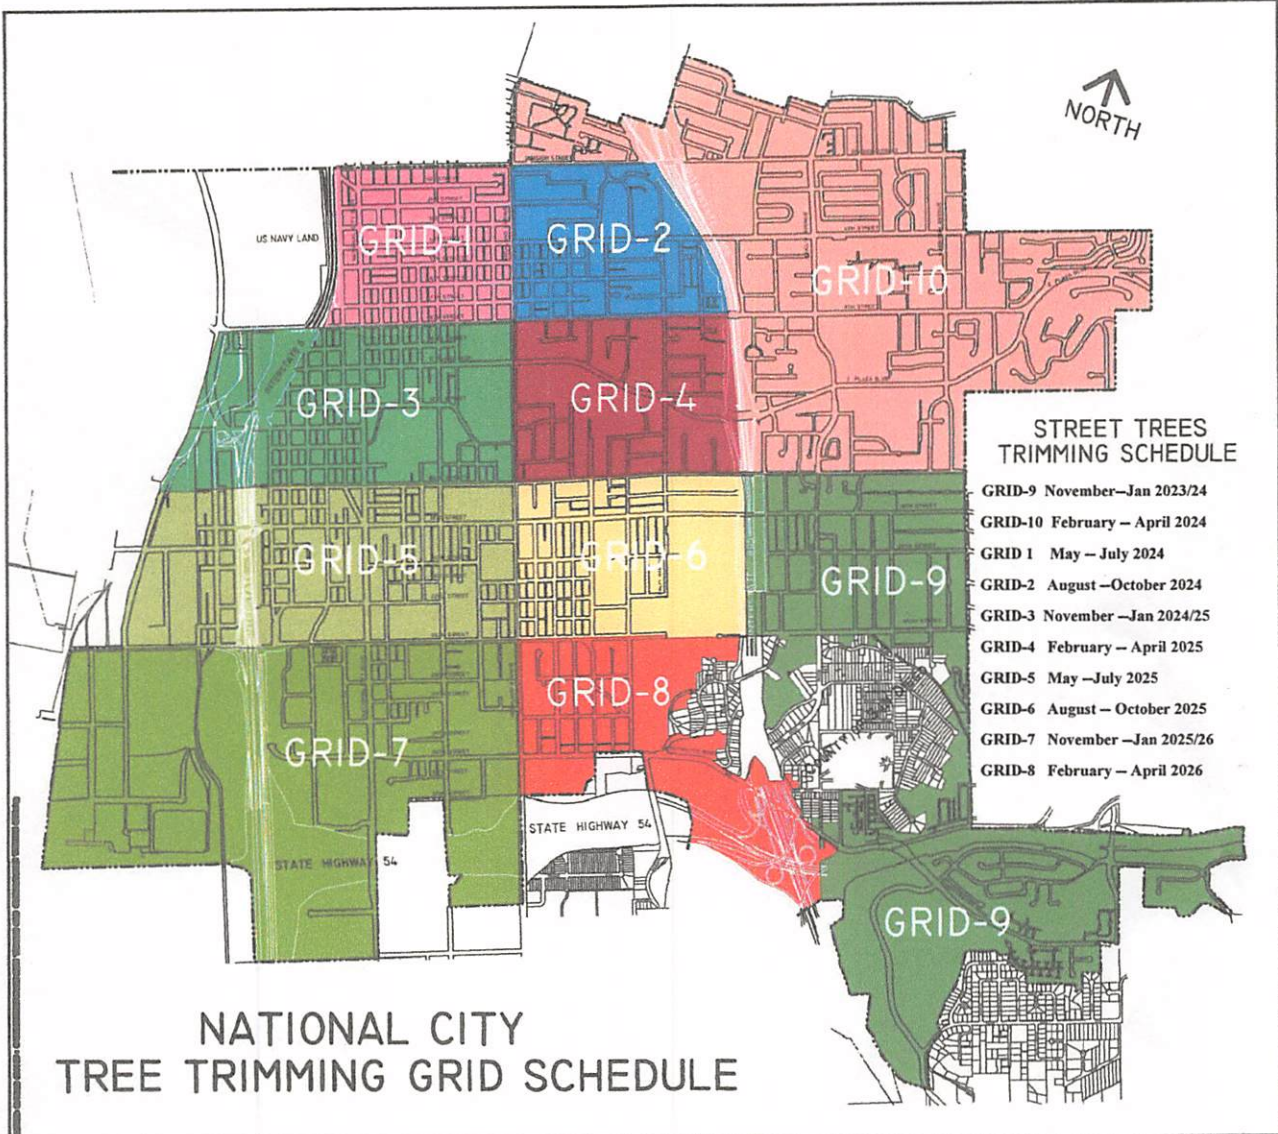 NORTH
US NAVY LAND
GRID-1
GRID-2
GRID-10
GRID-3
GRID-4
STREET TREES
TRIMMING SCHEDULE
GRID-9 November–Jan 2023/24
GRID-10 February – April 2024
GRID 1 May – July 2024
GRID-2 August –October 2024
GRID-3 November –Jan 2024/25
GRID-4 February – April 2025
GRID-5 May –July 2025
GRID-6 August – October 2025
GRID-7 November –Jan 2025/26
GRID-8 February – April 2026
GRID-5
GRID-6
GRID-9
GRID-8
GRID-7
STATE HIGHWAY 54
STATE HIGHWAY 54
GRID-9
NATIONAL CITY
TREE TRIMMING GRID SCHEDULE